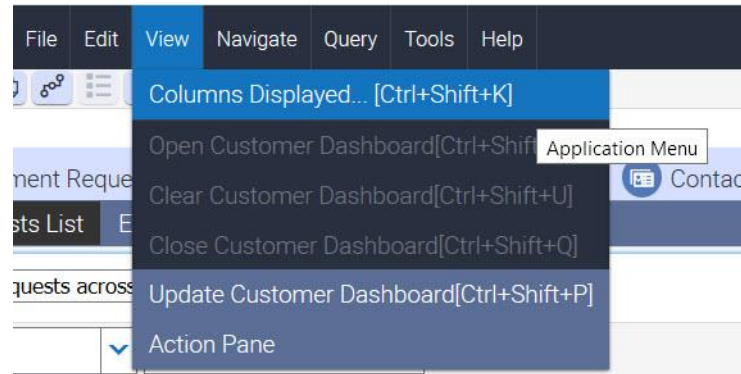 File Edit View Navigate Query Tools Help
Columns Displayed... [Ctrl+Shift+K]
Open Customer Dashboard[Ctrl+Shift
Application Menu
Clear Customer Dashboard[Ctrl+Shift+U]
Close Customer Dashboard[Ctrl+Shift+Q]
Update Customer Dashboard[Ctrl+Shift+P]
Action Pane
ment Reque
Contac
sts List E
quests across